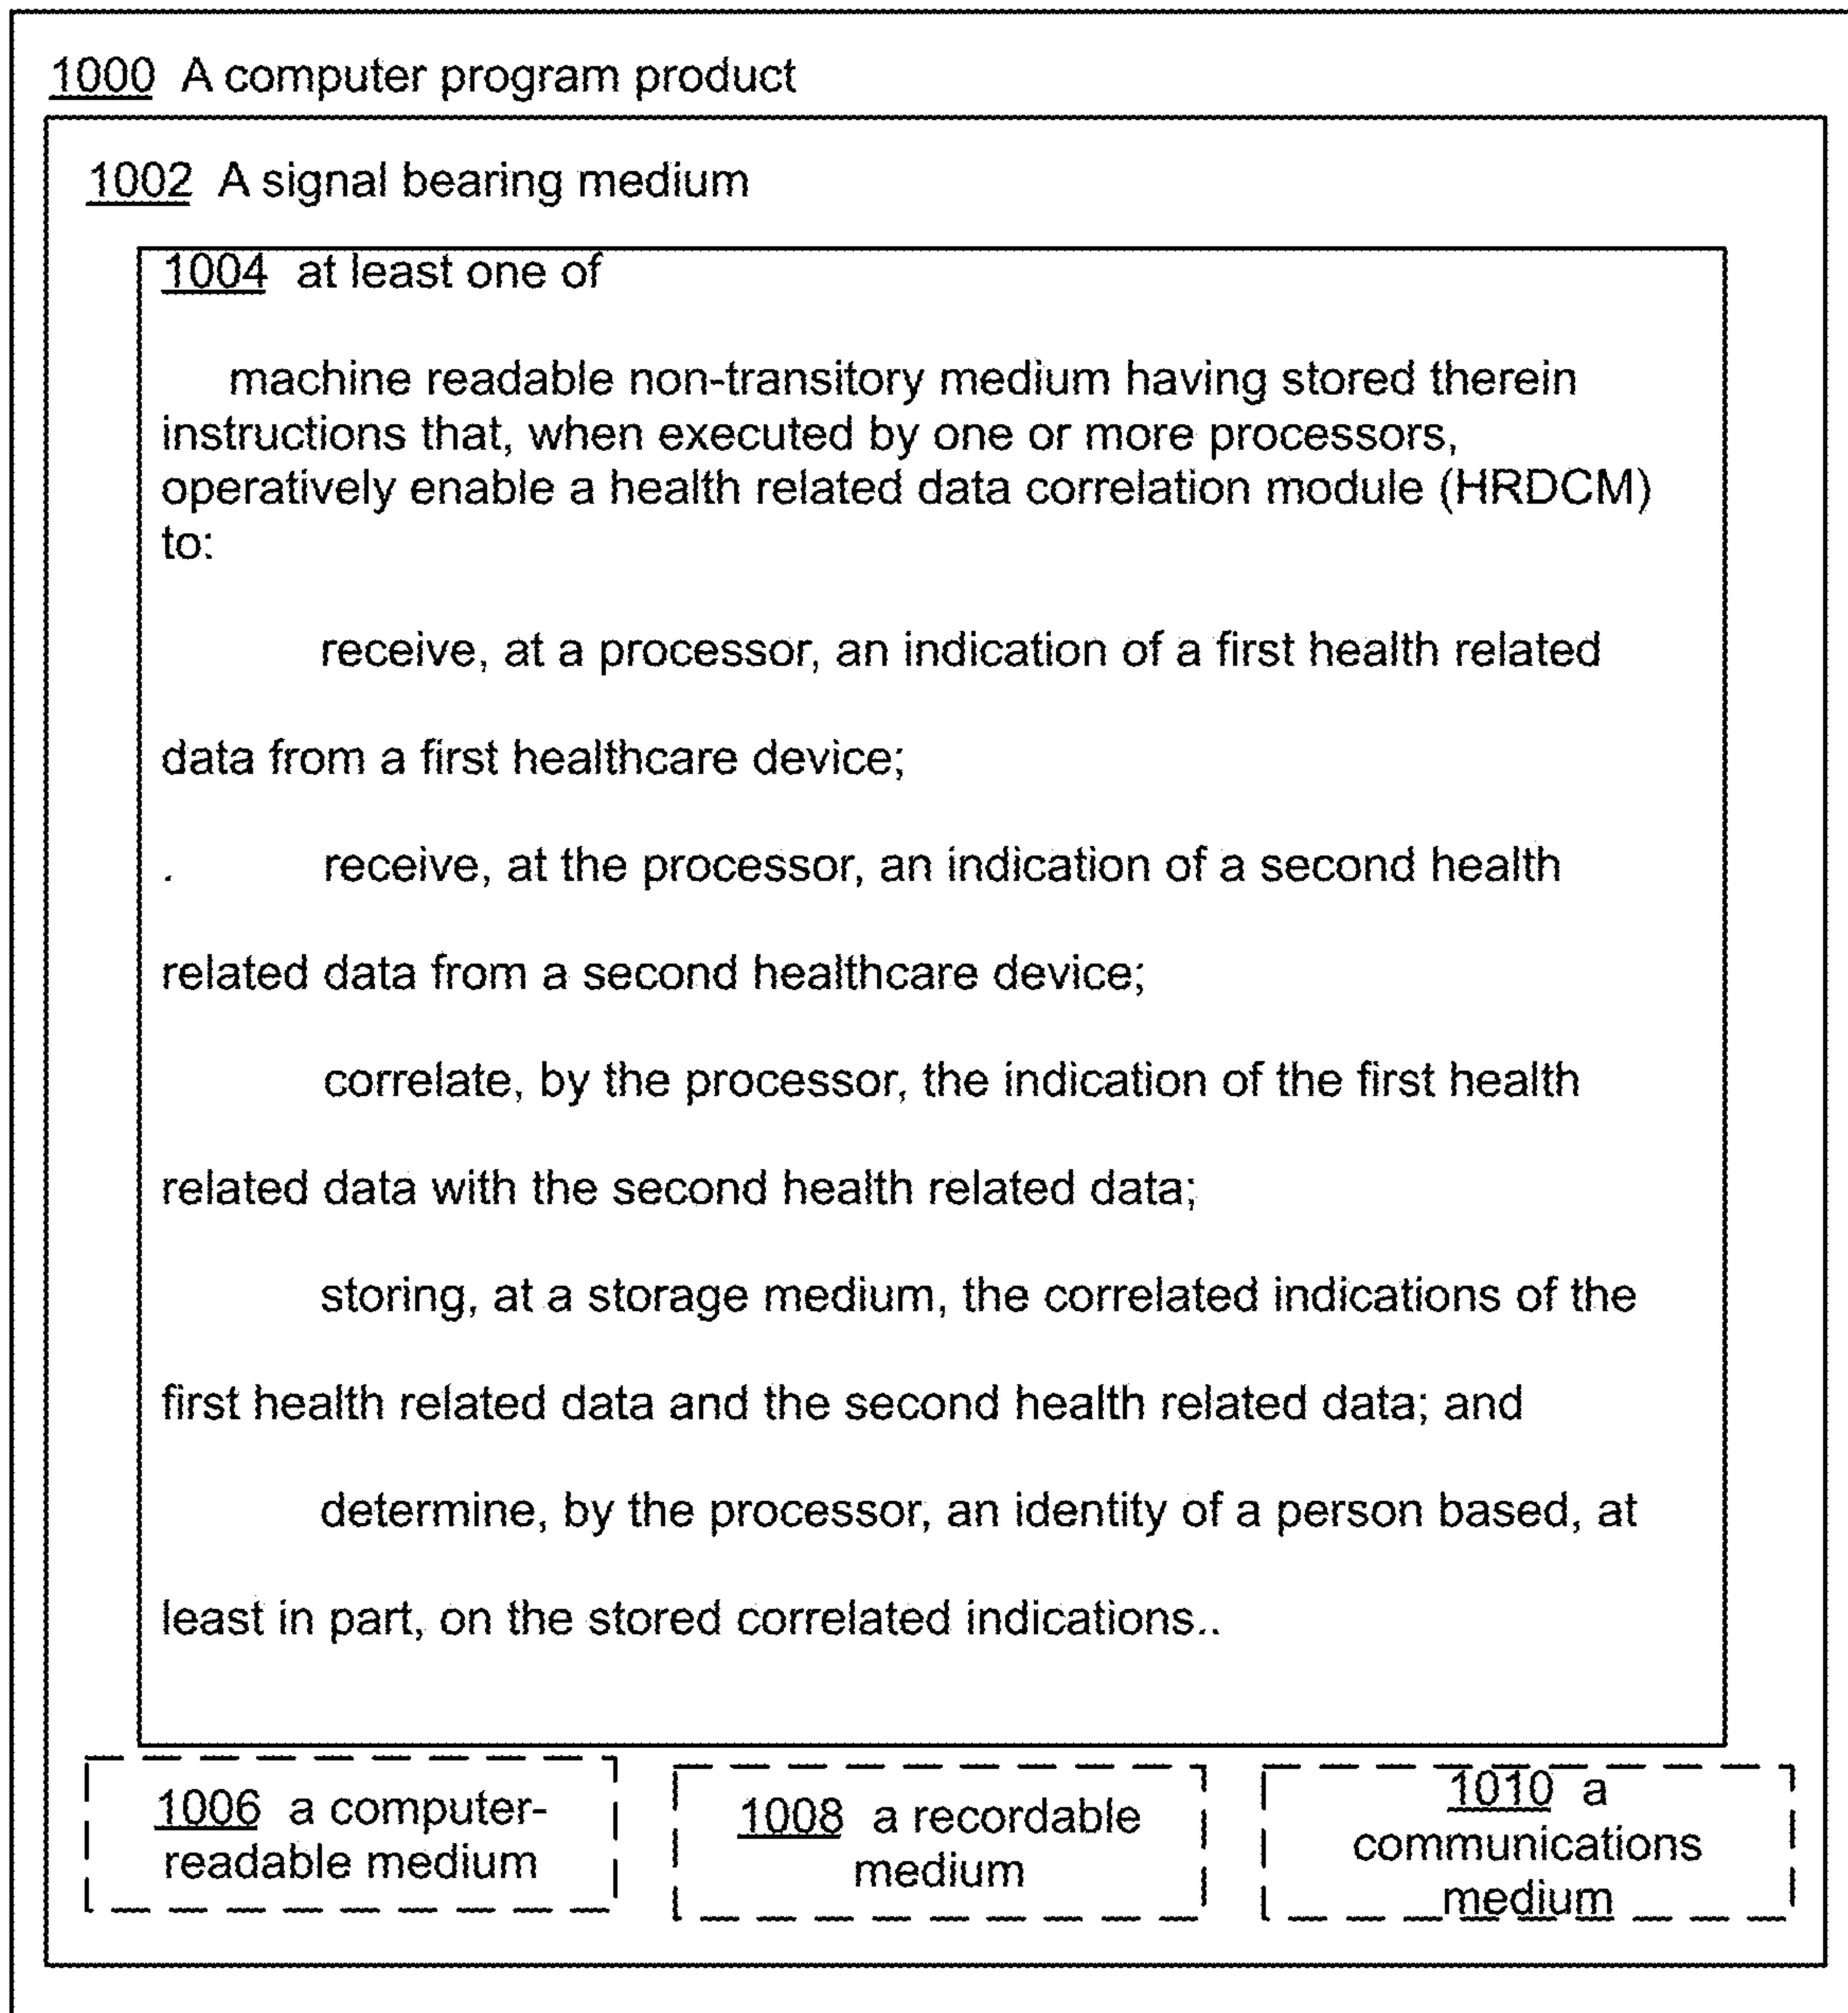 1000 A computer program product
1002 A signal bearing medium
1004 at least one of
machine readable non-transitory medium having stored therein
instructions that, when executed by one or more processors,
operatively enable a health related data correlation module (HRDCM)
to:
receive, at a processor, an indication of a first health related
data from a first healthcare device;
. receive, at the processor, an indication of a second health
related data from a second healthcare device;
correlate, by the processor, the indication of the first health
related data with the second health related data;
storing, at a storage medium, the correlated indications of the
first health related data and the second health related data; and
determine, by the processor, an identity of a person based, at
least in part, on the stored correlated indications..
1006 a computer-
readable medium
1008 a recordable
medium
1010 a
communications
medium